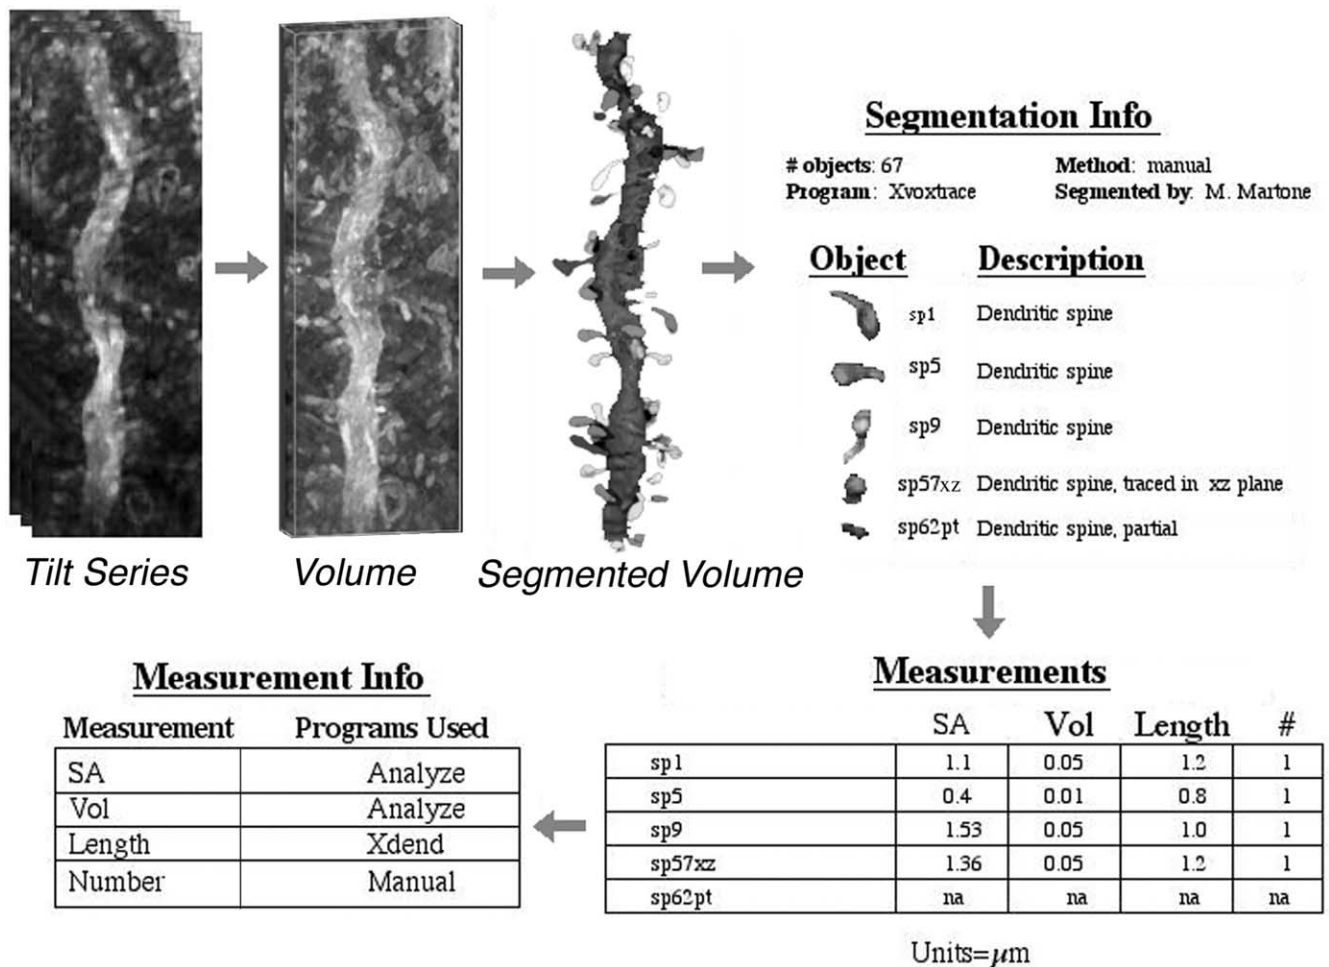 Segmentation Info
# objects: 67 Method: manual
Program: Xvoxtrace Segmented by: M. Martone
Object Description
sp1 Dendritic spine
sp5 Dendritic spine
sp9 Dendritic spine
sp57xz Dendritic spine, traced in xz plane
sp62pt Dendritic spine, partial
Tilt Series Volume Segmented Volume
Measurements
SA Vol Length #
sp1 1.1 0.05 1.2 1
sp5 0.4 0.01 0.8 1
sp9 1.53 0.05 1.0 1
sp57xz 1.36 0.05 1.2 1
sp62pt na na na na
Units=μm
Measurement Info
Measurement Programs Used
SA Analyze
Vol Analyze
Length Xdend
Number Manual